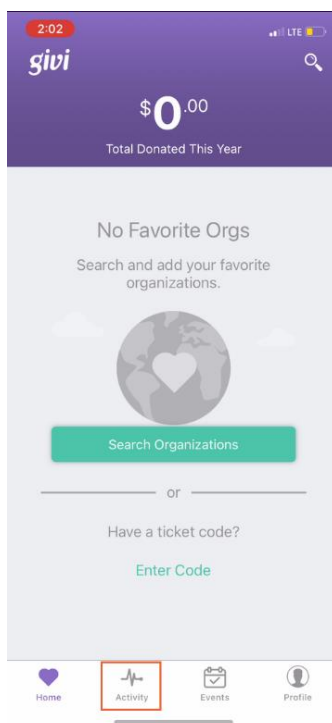 2:02
LTE
givi
$0.00
Total Donated This Year
No Favorite Orgs
Search and add your favorite
organizations.
Search Organizations
or
Have a ticket code?
Enter Code
Home Activity Events Profile